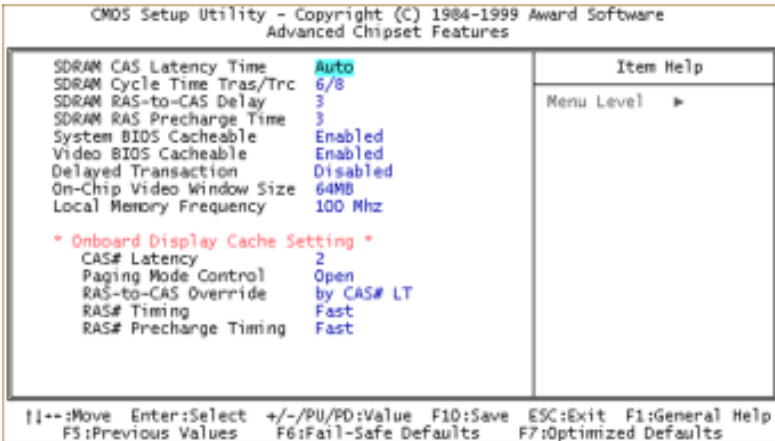 CMOS Setup Utility - Copyright (C) 1984-1999 Award Software
Advanced Chipset Features
SDRAM CAS Latency Time Auto
SDRAM Cycle Time Tras/Trc 6/8
SDRAM RAS-to-CAS Delay 3
SDRAM RAS Precharge Time 3
System BIOS Cacheable Enabled
Video BIOS Cacheable Enabled
Delayed Transaction Disabled
On-Chip Video Window Size 64MB
Local Memory Frequency 100 Mhz
* Onboard Display Cache Setting *
CAS# Latency 2
Paging Mode Control Open
RAS-to-CAS Override by CAS# LT
RAS# Timing Fast
RAS# Precharge Timing Fast
Item Help
Menu Level ►
↑↓←→:Move Enter:Select +/-/PU/PD:Value F10:Save ESC:Exit F1:General Help
F5:Previous Values F6:Fail-Safe Defaults F7:Optimized Defaults